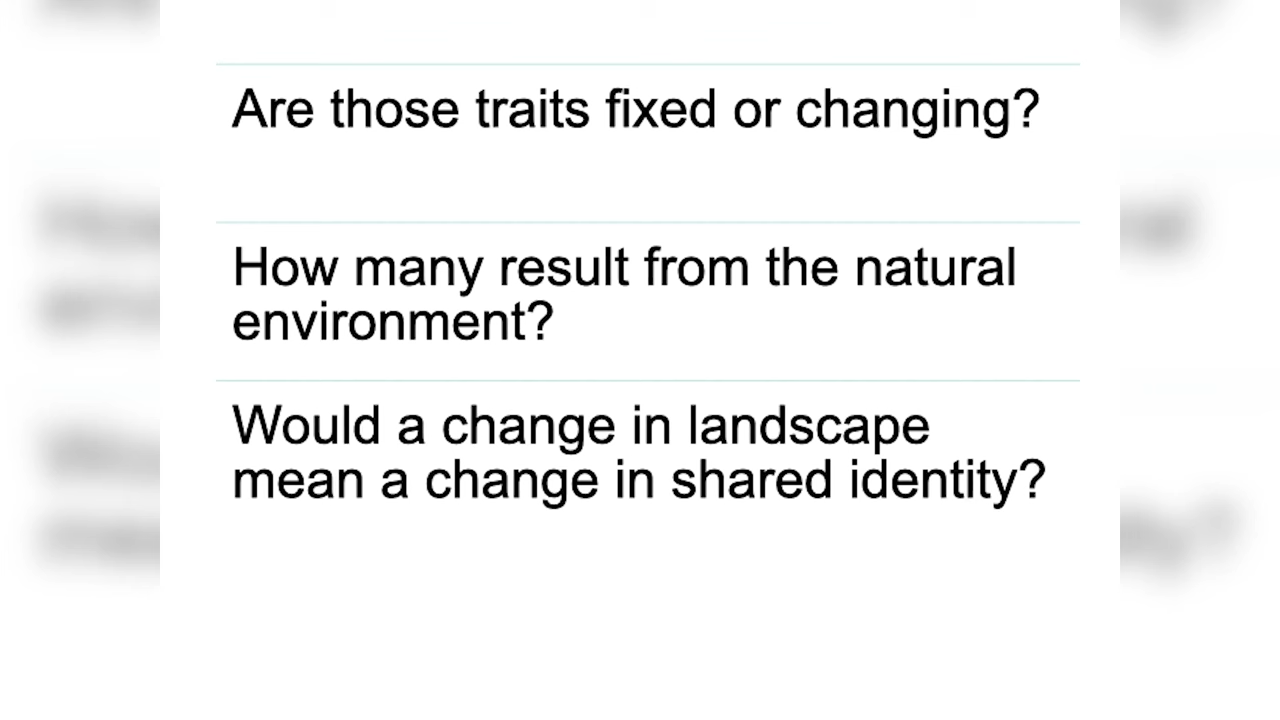 Are those traits fixed or changing?
How many result from the natural
environment?
Would a change in landscape
mean a change in shared identity?